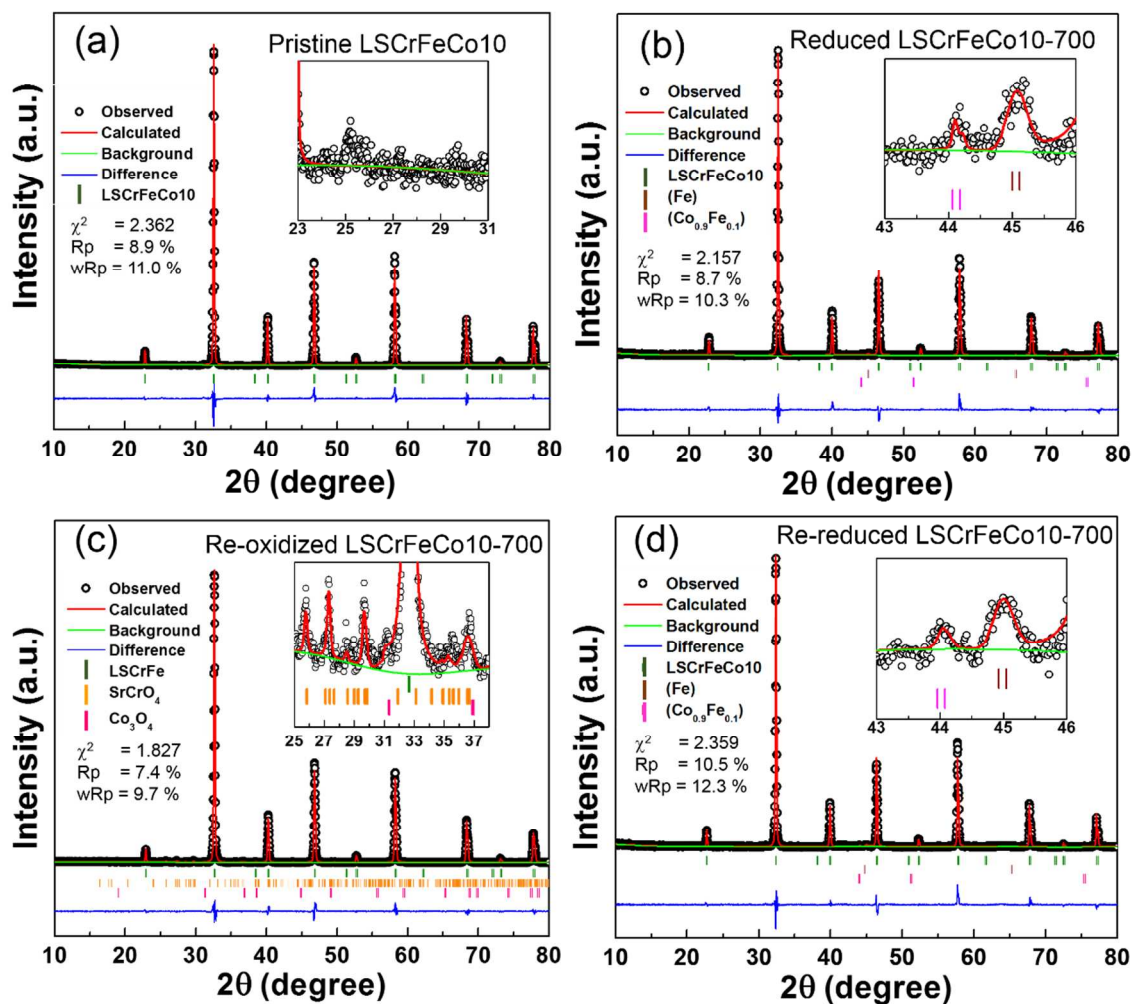 (a)
Pristine LSCrFeCo10
Observed
Calculated
Background
Difference
LSCrFeCo10
χ² = 2.362
Rp = 8.9 %
wRp = 11.0 %
23 25 27 29 31
Intensity (a.u.)
10 20 30 40 50 60 70 80
2θ (degree)
(b)
Reduced LSCrFeCo10-700
Observed
Calculated
Background
Difference
LSCrFeCo10
(Fe)
(Co₀.₉Fe₀.₁)
χ² = 2.157
Rp = 8.7 %
wRp = 10.3 %
43 44 45 46
Intensity (a.u.)
10 20 30 40 50 60 70 80
2θ (degree)
(c)
Re-oxidized LSCrFeCo10-700
Observed
Calculated
Background
Difference
LSCrFe
SrCrO₄
Co₃O₄
χ² = 1.827
Rp = 7.4 %
wRp = 9.7 %
25 27 29 31 33 35 37
Intensity (a.u.)
10 20 30 40 50 60 70 80
2θ (degree)
(d)
Re-reduced LSCrFeCo10-700
Observed
Calculated
Background
Difference
LSCrFeCo10
(Fe)
(Co₀.₉Fe₀.₁)
χ² = 2.359
Rp = 10.5 %
wRp = 12.3 %
43 44 45 46
Intensity (a.u.)
10 20 30 40 50 60 70 80
2θ (degree)